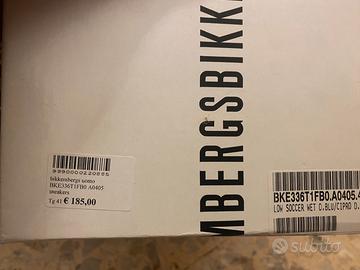 MBERGSBIKK
9990000220885
bikkembergs uomo
BKE336T1FB0 A0405
sneakers
Tg 41 € 185,00
BKE336T1FB0.A0405.4
LOW SOCCER WET D.BLU/CIPRO D.
subito